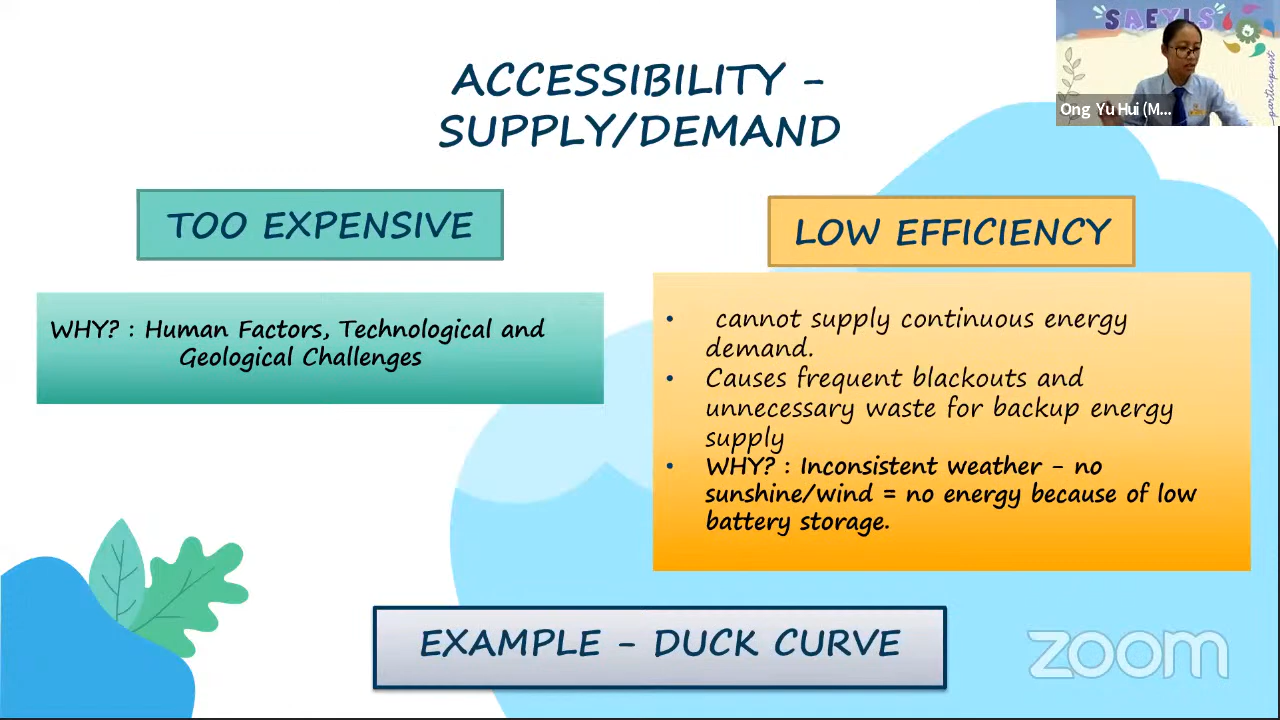 ACCESSIBILITY -
SUPPLY/DEMAND
SAEYLS
participant
Ong Yu Hui (M...
TOO EXPENSIVE
WHY? : Human Factors, Technological and
Geological Challenges
LOW EFFICIENCY
• cannot supply continuous energy
demand.
• Causes frequent blackouts and
unnecessary waste for backup energy
supply
• WHY? : Inconsistent weather - no
sunshine/wind = no energy because of low
battery storage.
EXAMPLE - DUCK CURVE
zoom